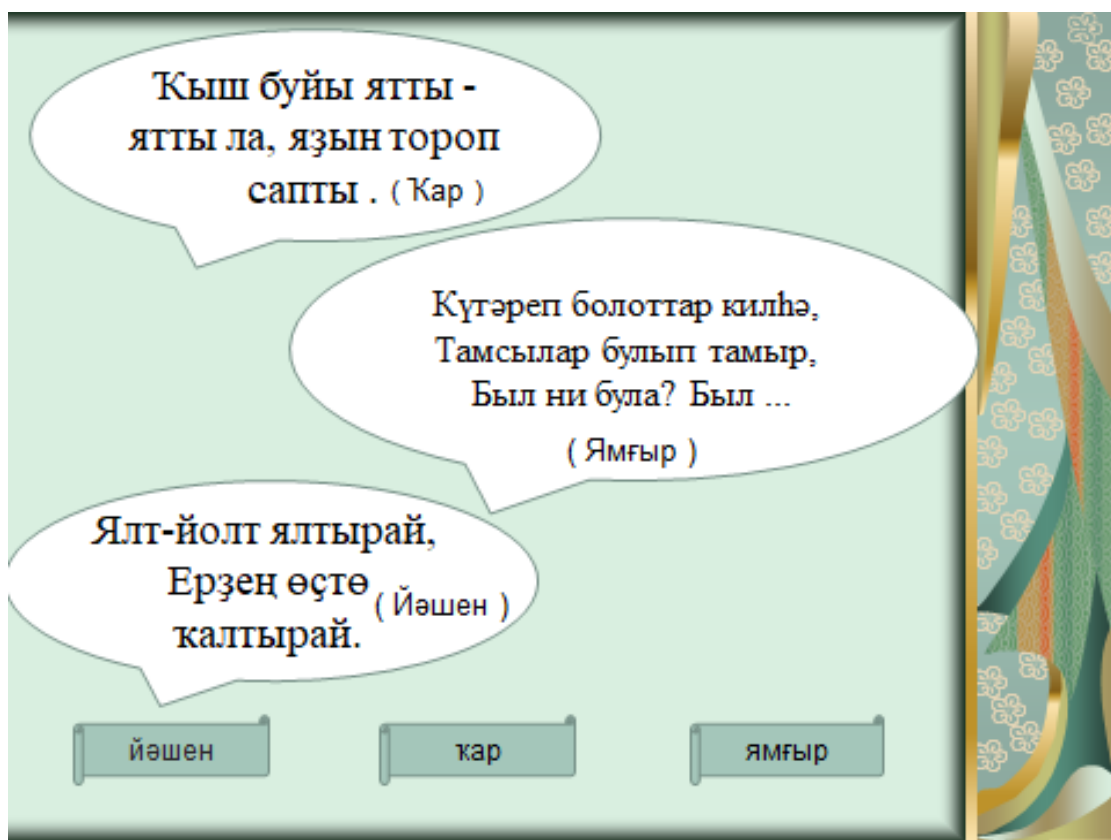 Ҡыш буйы ятты -
ятты ла, яҙын тороп
сапты . ( Ҡар )
Күтәреп болоттар килһә,
Тамсылар булып тамыр,
Был ни була? Был ...
( Ямғыр )
Ялт-йолт ялтырай,
Ерҙең өҫтө ( Йәшен )
ҡалтырай.
йәшен
ҡар
ямғыр